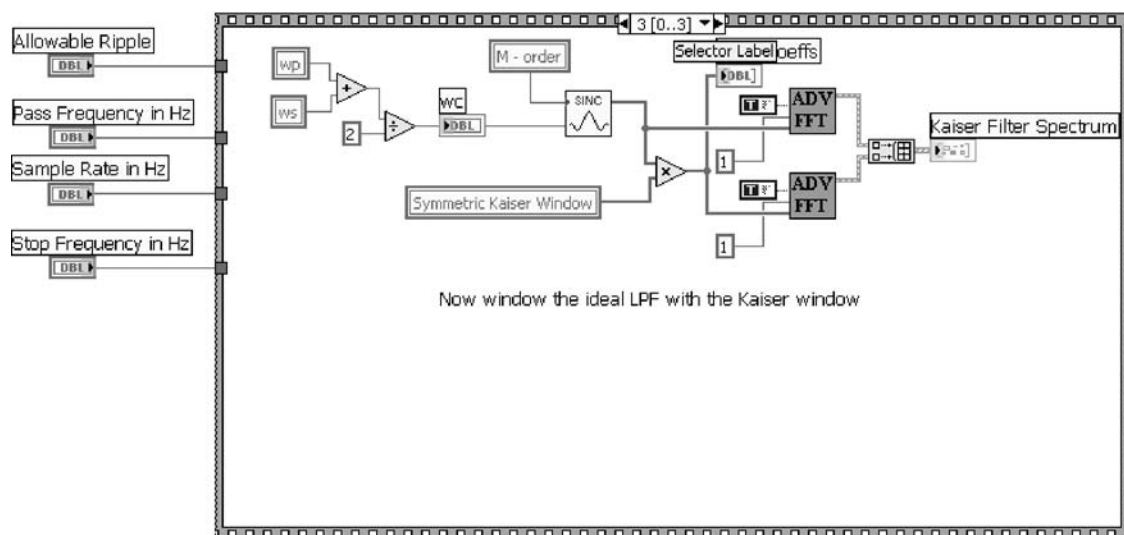 3 [0..3]
Allowable Ripple
DBL
Pass Frequency in Hz
DBL
Sample Rate in Hz
DBL
Stop Frequency in Hz
DBL
wp
ws
+
2
÷
wc
DBL
M - order
SINC
Symmetric Kaiser Window
×
Selector Label oeffs
DBL]
T
1
ADV
FFT
T
1
ADV
FFT
Kaiser Filter Spectrum
Now window the ideal LPF with the Kaiser window